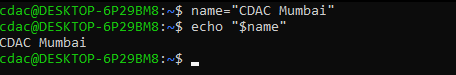 cdac@DESKTOP-6P29BM8:~$ name="CDAC Mumbai"
cdac@DESKTOP-6P29BM8:~$ echo "$name"
CDAC Mumbai
cdac@DESKTOP-6P29BM8:~$